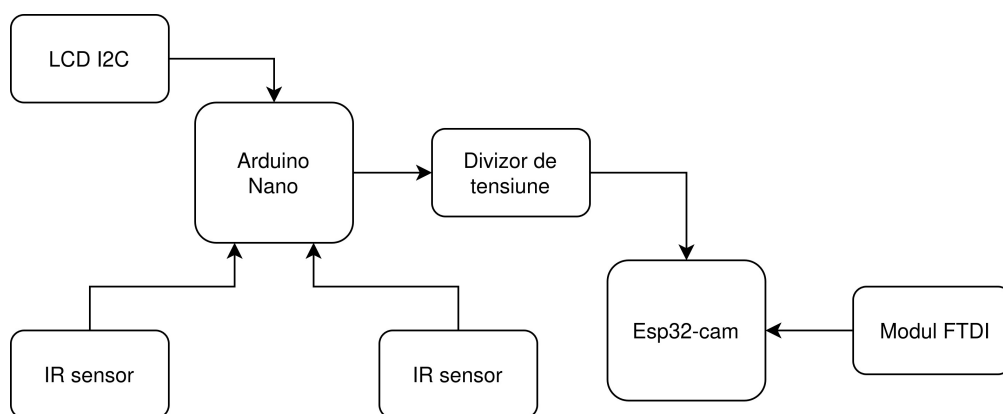 LCD I2C
Arduino
Nano
Divizor de
tensiune
Esp32-cam
Modul FTDI
IR sensor
IR sensor